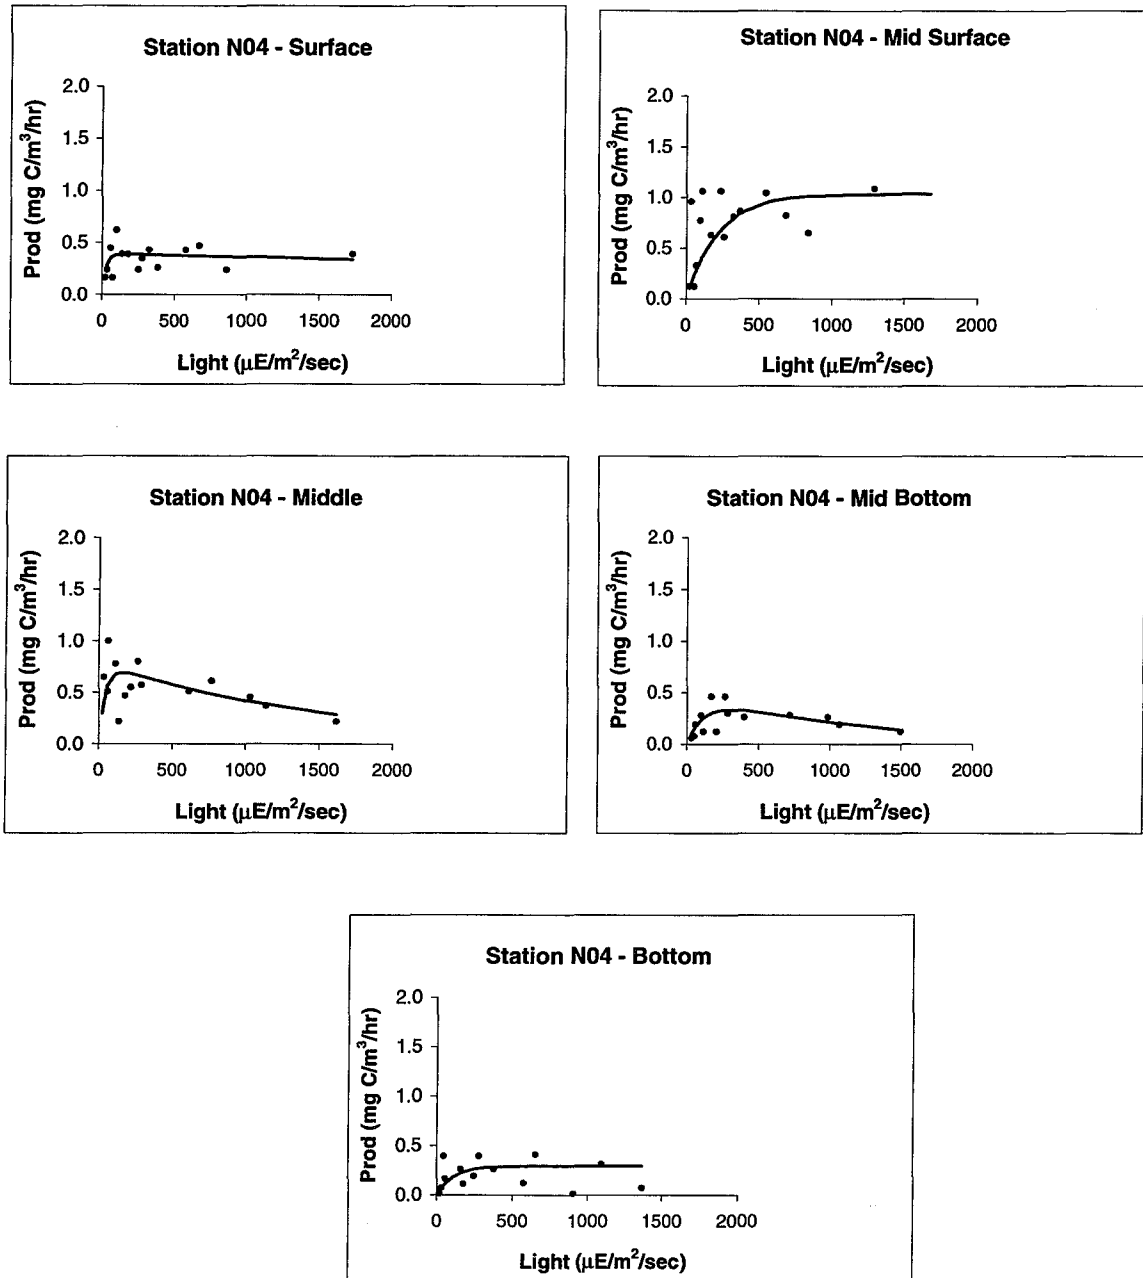 Station N04 - Surface
Prod (mg C/m³/hr)
2.0
1.5
1.0
0.5
0.0
0 500 1000 1500 2000
Light (µE/m²/sec)
Station N04 - Mid Surface
Prod (mg C/m³/hr)
2.0
1.5
1.0
0.5
0.0
0 500 1000 1500 2000
Light (µE/m²/sec)
Station N04 - Middle
Prod (mg C/m³/hr)
2.0
1.5
1.0
0.5
0.0
0 500 1000 1500 2000
Light (µE/m²/sec)
Station N04 - Mid Bottom
Prod (mg C/m³/hr)
2.0
1.5
1.0
0.5
0.0
0 500 1000 1500 2000
Light (µE/m²/sec)
Station N04 - Bottom
Prod (mg C/m³/hr)
2.0
1.5
1.0
0.5
0.0
0 500 1000 1500 2000
Light (µE/m²/sec)